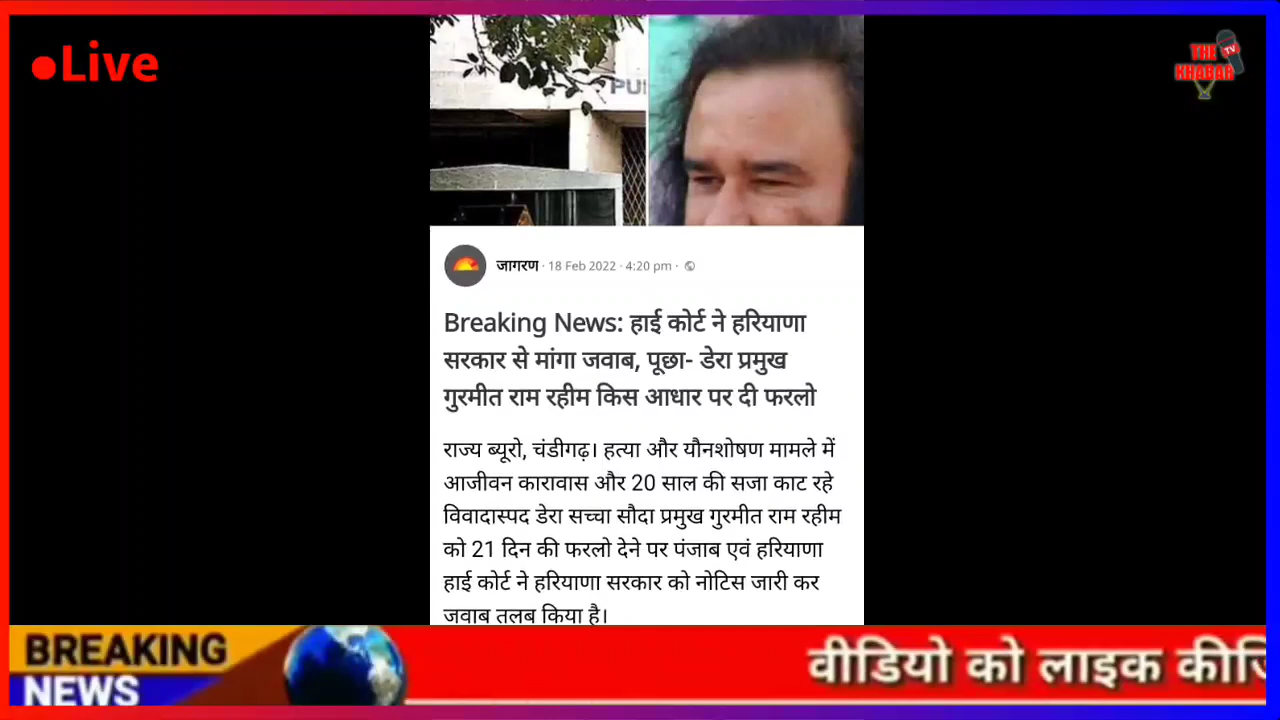 Live
THE
TV
KHABAR
PU
जागरण · 18 Feb 2022 · 4:20 pm ·
Breaking News: हाई कोर्ट ने हरियाणा
सरकार से मांगा जवाब, पूछा- डेरा प्रमुख
गुरमीत राम रहीम किस आधार पर दी फरलो
राज्य ब्यूरो, चंडीगढ़। हत्या और यौनशोषण मामले में
आजीवन कारावास और 20 साल की सजा काट रहे
विवादास्पद डेरा सच्चा सौदा प्रमुख गुरमीत राम रहीम
को 21 दिन की फरलो देने पर पंजाब एवं हरियाणा
हाई कोर्ट ने हरियाणा सरकार को नोटिस जारी कर
जवाब तलब किया है।
BREAKING
NEWS
वीडियो को लाइक